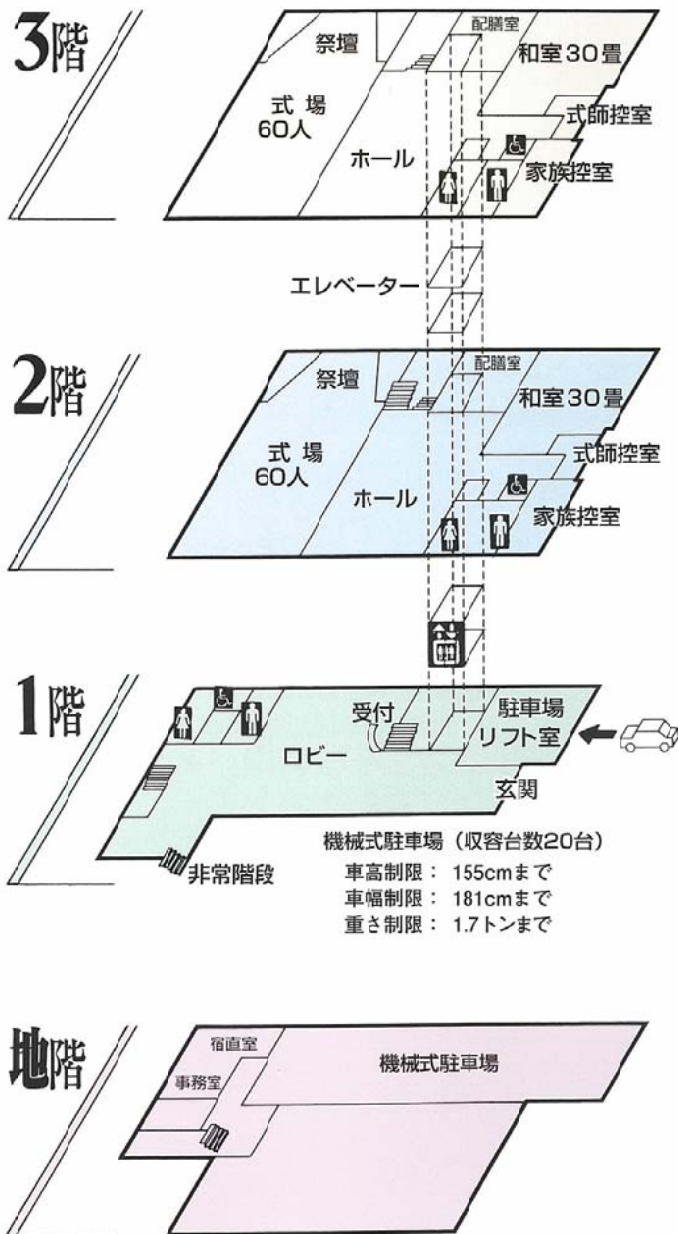 3階
祭壇
配膳室
和室30畳
式場
60人
式師控室
ホール
家族控室
エレベーター
2階
祭壇
配膳室
和室30畳
式場
60人
式師控室
ホール
家族控室
1階
受付
駐車場
リフト室
ロビー
玄関
非常階段
機械式駐車場（収容台数20台）
車高制限： 155cmまで
車幅制限： 181cmまで
重さ制限： 1.7トンまで
地階
宿直室
機械式駐車場
事務室